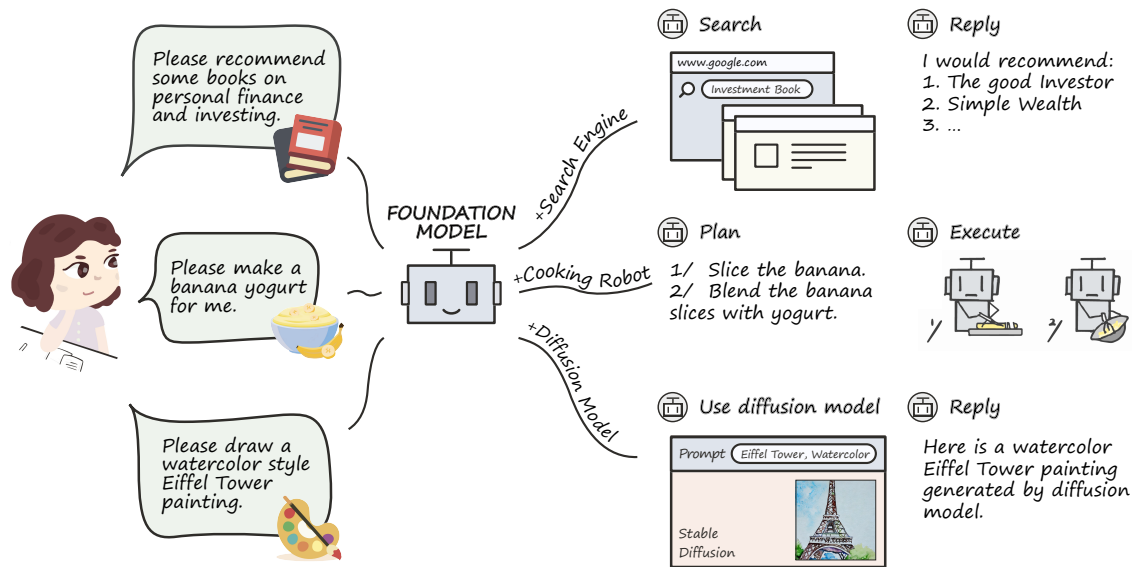 Please recommend
some books on
personal finance
and investing.
Please make a
banana yogurt
for me.
Please draw a
watercolor style
Eiffel Tower
painting.
FOUNDATION
MODEL
+Search Engine
+Cooking Robot
+Diffusion Model
Search
www.google.com
Investment Book
Reply
I would recommend:
1. The good Investor
2. Simple Wealth
3. ...
Plan
1/ Slice the banana.
2/ Blend the banana
slices with yogurt.
Execute
1/
2/
Use diffusion model
Prompt
Eiffel Tower, Watercolor
Stable
Diffusion
Reply
Here is a watercolor
Eiffel Tower painting
generated by diffusion
model.